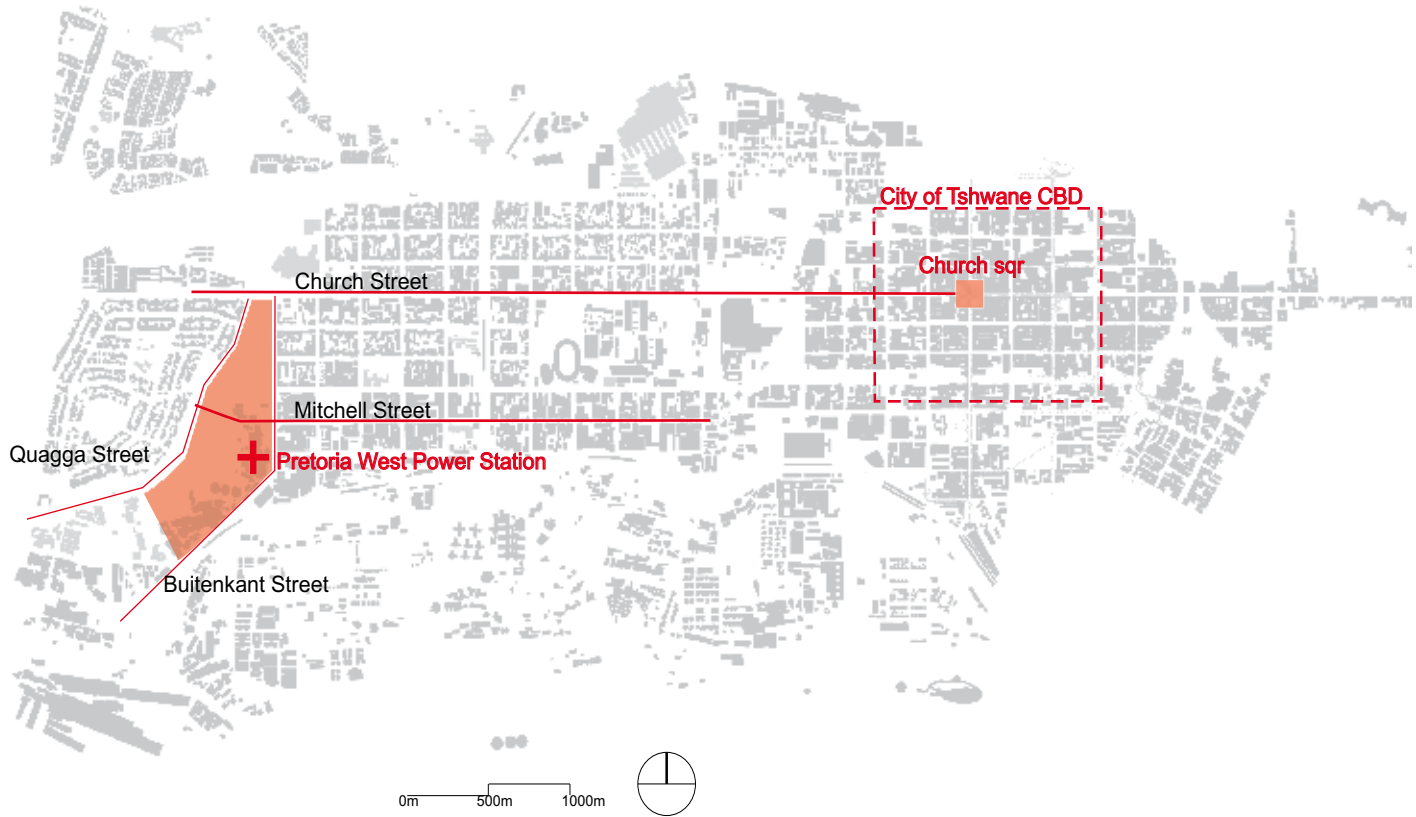 City of Tshwane CBD
Church sqr
Church Street
Mitchell Street
Quagga Street
Pretoria West Power Station
Buitenkant Street
0m 500m 1000m